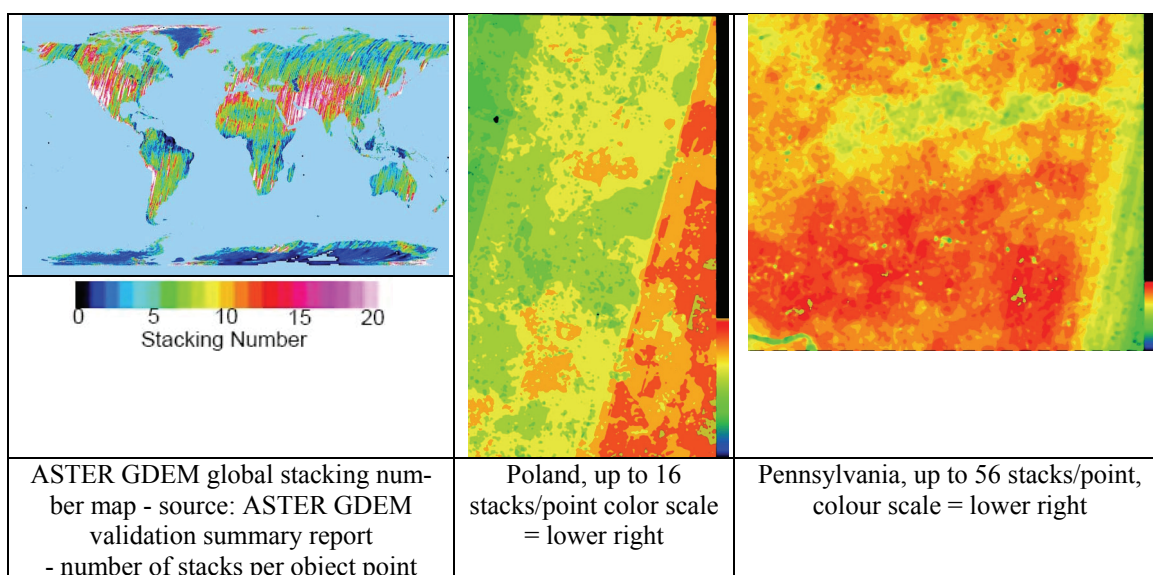 0 5 10 15 20
Stacking Number
ASTER GDEM global stacking num-
ber map - source: ASTER GDEM
validation summary report
- number of stacks per object point
Poland, up to 16
stacks/point color scale
= lower right
Pennsylvania, up to 56 stacks/point,
colour scale = lower right